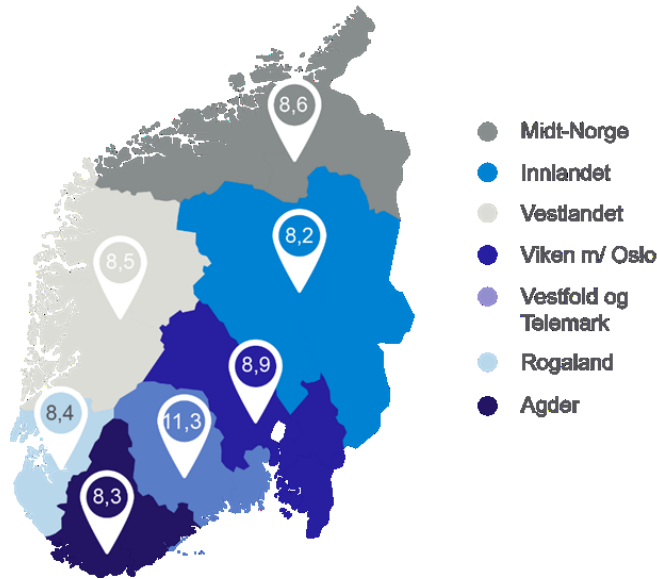 8,6
8,2
8,5
8,9
8,4
11,3
8,3
Midt-Norge
Innlandet
Vestlandet
Viken m/ Oslo
Vestfold og
Telemark
Rogaland
Agder